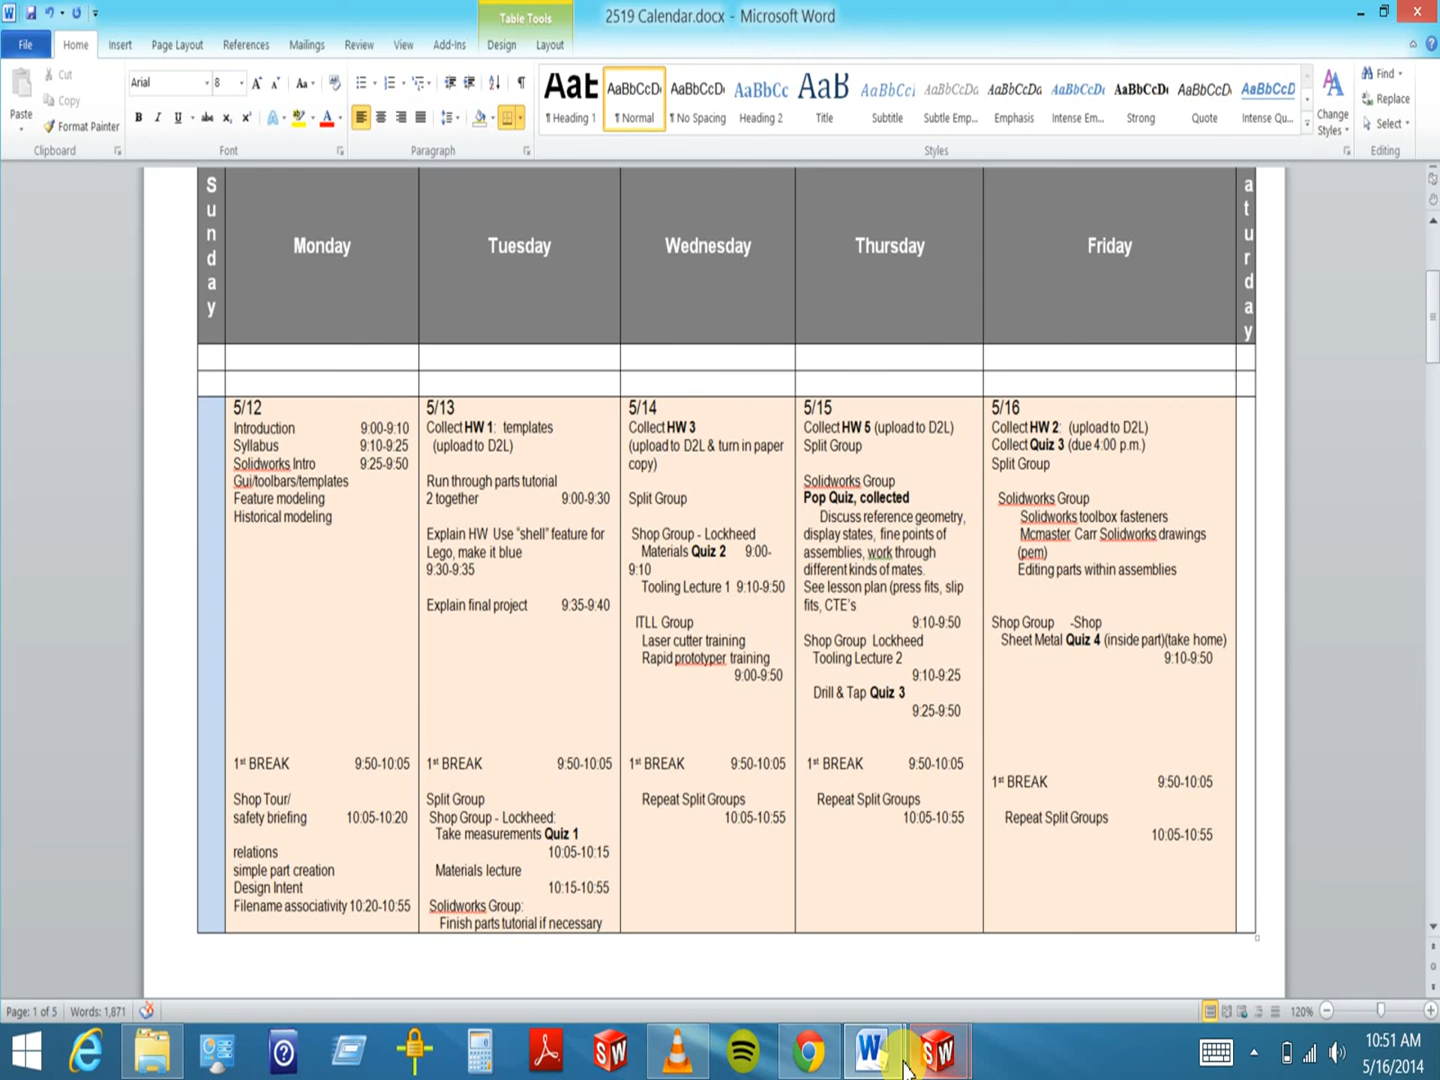 2519 Calendar.docx - Microsoft Word
Table Tools
File Home Insert Page Layout References Mailings Review View Add-Ins Design Layout
Paste
Cut
Copy
Format Painter
Clipboard
Arial 8
Font
Paragraph
AaE AaBbCcDc AaBbCcDc AaBbCc AaB AaBbCcI AaBbCcDc AaBbCcDc AaBbCcDc AaBbCcDc AaBbCcDc AaBbCcD
¶ Heading 1 ¶ Normal ¶ No Spacing Heading 2 Title Subtitle Subtle Emp... Emphasis Intense Em... Strong Quote Intense Qu...
Styles
Change Styles
Find
Replace
Select
Editing
Sunday Monday Tuesday Wednesday Thursday Friday aturday
5/12
Introduction 9:00-9:10
Syllabus 9:10-9:25
Solidworks Intro 9:25-9:50
Gui/toolbars/templates
Feature modeling
Historical modeling
1st BREAK 9:50-10:05
Shop Tour/
safety briefing 10:05-10:20
relations
simple part creation
Design Intent
Filename associativity 10:20-10:55
5/13
Collect HW 1: templates
(upload to D2L)
Run through parts tutorial
2 together 9:00-9:30
Explain HW Use “shell” feature for
Lego, make it blue
9:30-9:35
Explain final project 9:35-9:40
1st BREAK 9:50-10:05
Split Group
Shop Group - Lockheed:
Take measurements Quiz 1
10:05-10:15
Materials lecture
10:15-10:55
Solidworks Group:
Finish parts tutorial if necessary
5/14
Collect HW 3
(upload to D2L & turn in paper
copy)
Split Group
Shop Group - Lockheed
Materials Quiz 2 9:00-
9:10
Tooling Lecture 1 9:10-9:50
ITLL Group
Laser cutter training
Rapid prototyper training
9:00-9:50
1st BREAK 9:50-10:05
Repeat Split Groups
10:05-10:55
5/15
Collect HW 5 (upload to D2L)
Split Group
Solidworks Group
Pop Quiz, collected
Discuss reference geometry,
display states, fine points of
assemblies, work through
different kinds of mates.
See lesson plan (press fits, slip
fits, CTE’s
9:10-9:50
Shop Group Lockheed
Tooling Lecture 2
9:10-9:25
Drill & Tap Quiz 3
9:25-9:50
1st BREAK 9:50-10:05
Repeat Split Groups
10:05-10:55
5/16
Collect HW 2: (upload to D2L)
Collect Quiz 3 (due 4:00 p.m.)
Split Group
Solidworks Group
Solidworks toolbox fasteners
Mcmaster Carr Solidworks drawings
(pem)
Editing parts within assemblies
Shop Group -Shop
Sheet Metal Quiz 4 (inside part)(take home)
9:10-9:50
1st BREAK 9:50-10:05
Repeat Split Groups
10:05-10:55
Page: 1 of 5 Words: 1,871 120%
10:51 AM
5/16/2014